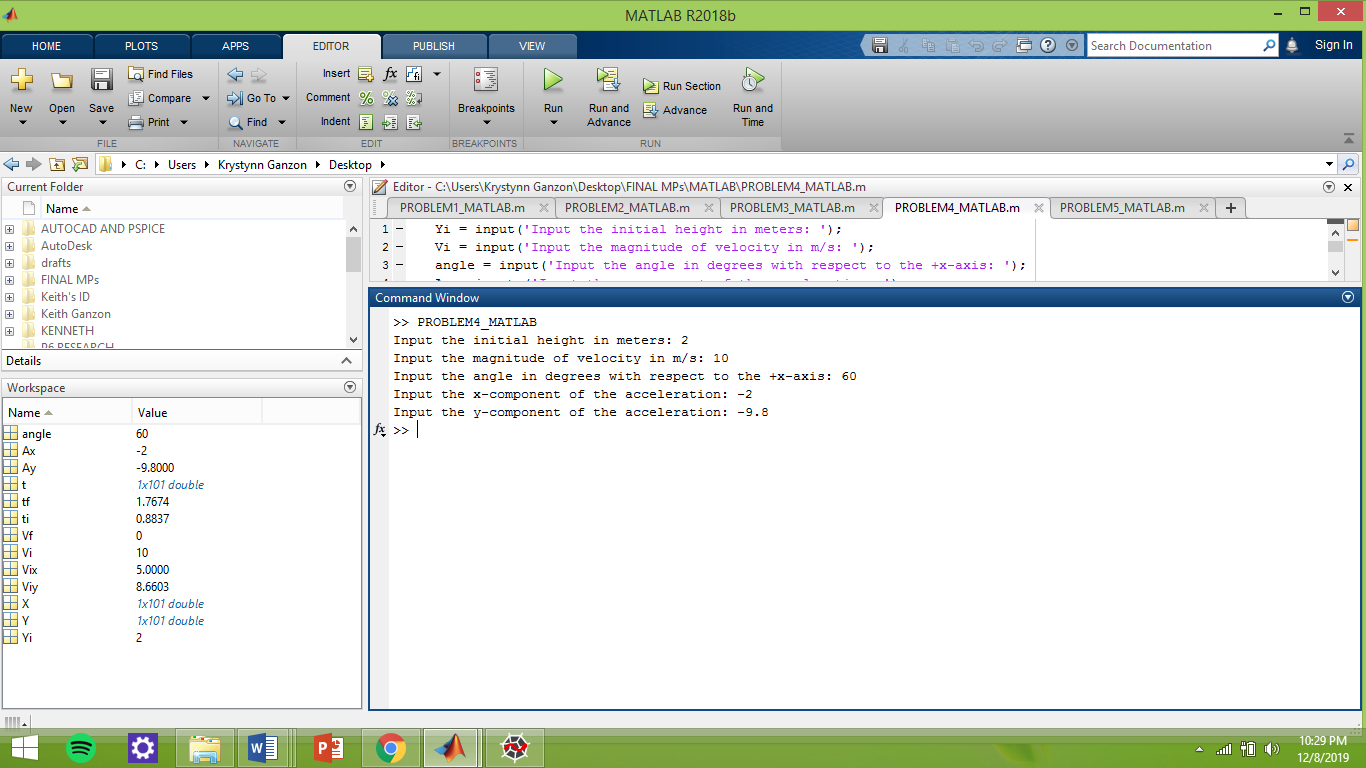 MATLAB R2018b
HOME PLOTS APPS EDITOR PUBLISH VIEW
Search Documentation Sign In
New Open Save
Find Files
Compare
Print
Go To
Find
Insert fx
Comment
Indent
Breakpoints
Run
Run and Advance
Run Section
Advance
Run and Time
FILE NAVIGATE EDIT BREAKPOINTS RUN
C: Users Krystynn Ganzon Desktop
Current Folder
Name
AUTOCAD AND PSPICE
AutoDesk
drafts
FINAL MPs
Keith's ID
Keith Ganzon
KENNETH
P6 RESEARCH
Details
Workspace
Name Value
angle 60
Ax -2
Ay -9.8000
t 1x101 double
tf 1.7674
ti 0.8837
Vf 0
Vi 10
Vix 5.0000
Viy 8.6603
X 1x101 double
Y 1x101 double
Yi 2
Editor - C:\Users\Krystynn Ganzon\Desktop\FINAL MPs\MATLAB\PROBLEM4_MATLAB.m
PROBLEM1_MATLAB.m PROBLEM2_MATLAB.m PROBLEM3_MATLAB.m PROBLEM4_MATLAB.m PROBLEM5_MATLAB.m
1 - Yi = input('Input the initial height in meters: ');
2 - Vi = input('Input the magnitude of velocity in m/s: ');
3 - angle = input('Input the angle in degrees with respect to the +x-axis: ');
Command Window
>> PROBLEM4_MATLAB
Input the initial height in meters: 2
Input the magnitude of velocity in m/s: 10
Input the angle in degrees with respect to the +x-axis: 60
Input the x-component of the acceleration: -2
Input the y-component of the acceleration: -9.8
fx >>
10:29 PM
12/8/2019